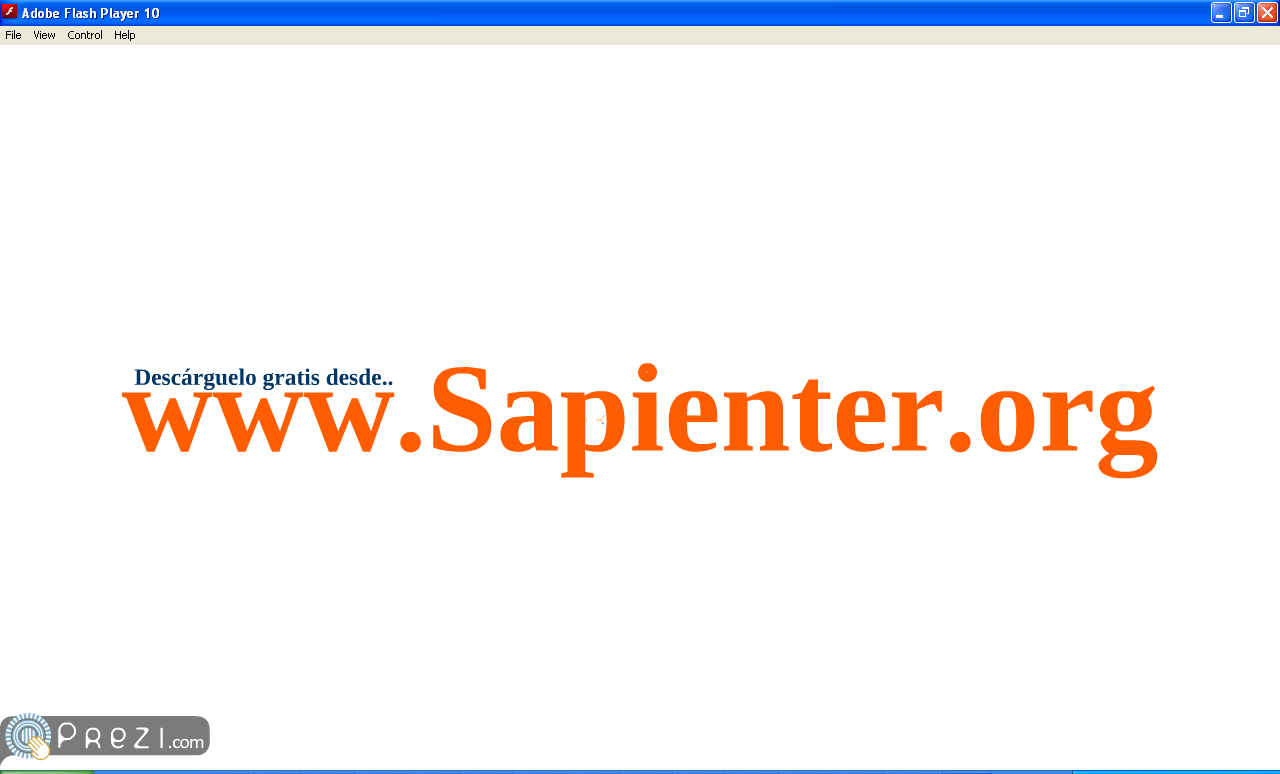 Adobe Flash Player 10
File View Control Help
Descárguelo gratis desde..
www.Sapienter.org
Prezi.com